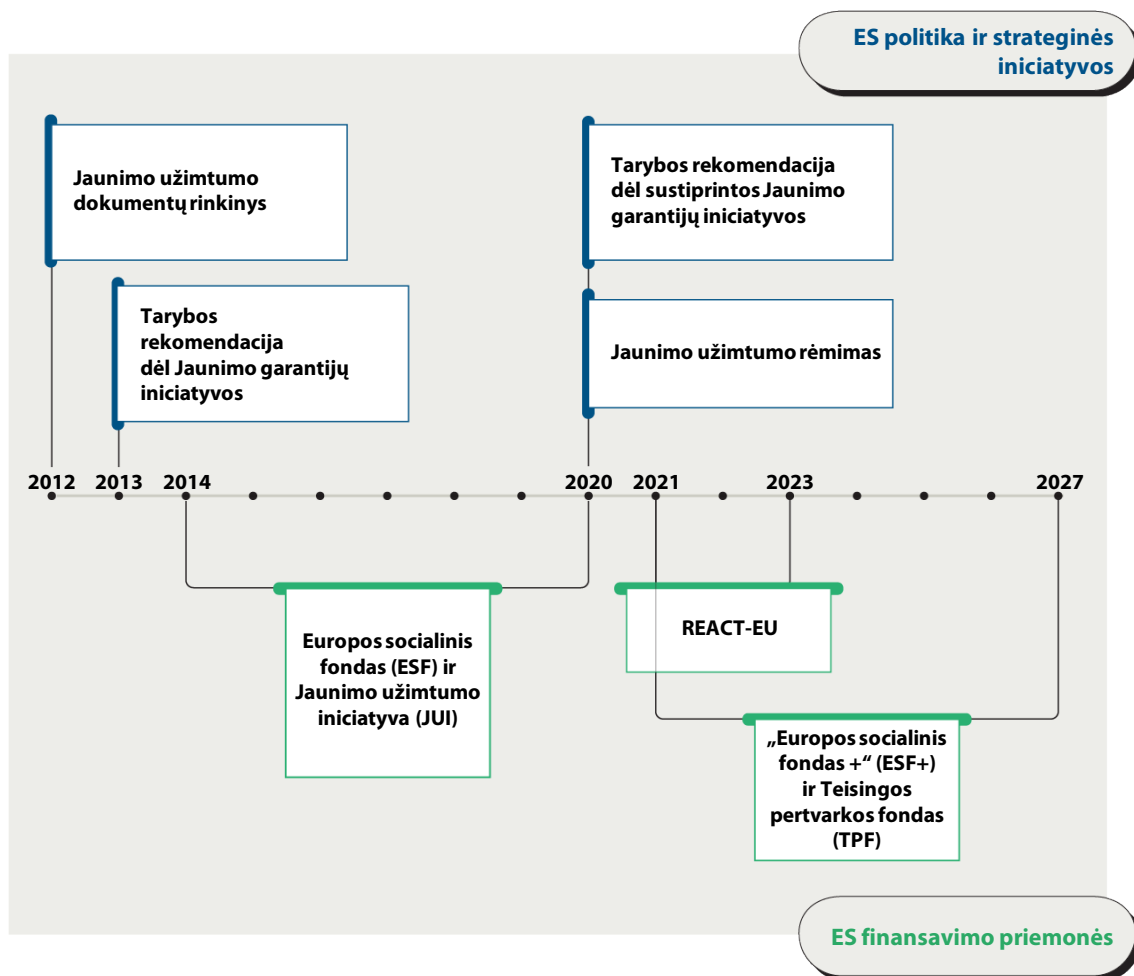 ES politika ir strateginės
iniciatyvos
Jaunimo užimtumo
dokumentų rinkinys
Tarybos
rekomendacija
dėl Jaunimo garantijų
iniciatyvos
Tarybos rekomendacija
dėl sustiprintos Jaunimo
garantijų iniciatyvos
Jaunimo užimtumo rėmimas
2012 2013 2014 2020 2021 2023 2027
Europos socialinis
fondas (ESF) ir
Jaunimo užimtumo
iniciatyva (JUI)
REACT-EU
„Europos socialinis
fondas +“ (ESF+)
ir Teisingos
pertvarkos fondas
(TPF)
ES finansavimo priemonės